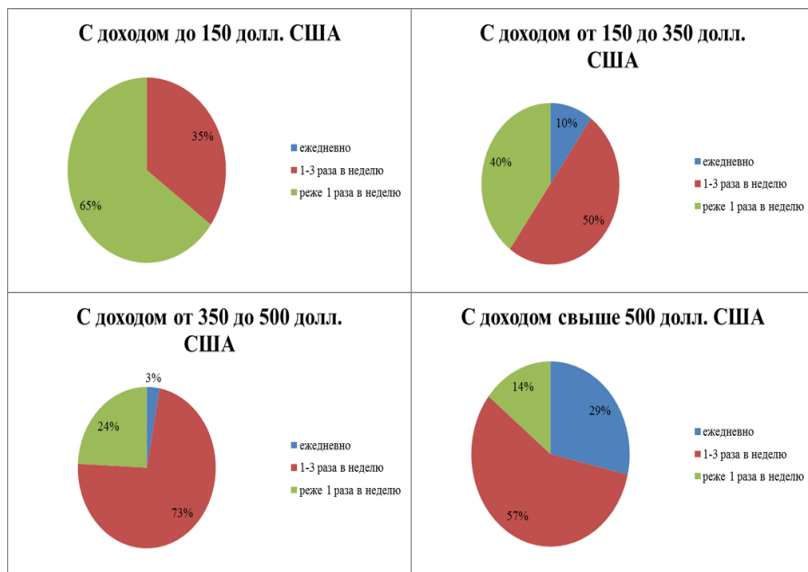 С доходом до 150 долл. США
35%
65%
ежедневно
1-3 раза в неделю
реже 1 раза в неделю
С доходом от 150 до 350 долл.
США
10%
40%
50%
ежедневно
1-3 раза в неделю
реже 1 раза в неделю
С доходом от 350 до 500 долл.
США
3%
24%
73%
ежедневно
1-3 раза в неделю
реже 1 раза в неделю
С доходом свыше 500 долл. США
14%
29%
57%
ежедневно
1-3 раза в неделю
реже 1 раза в неделю